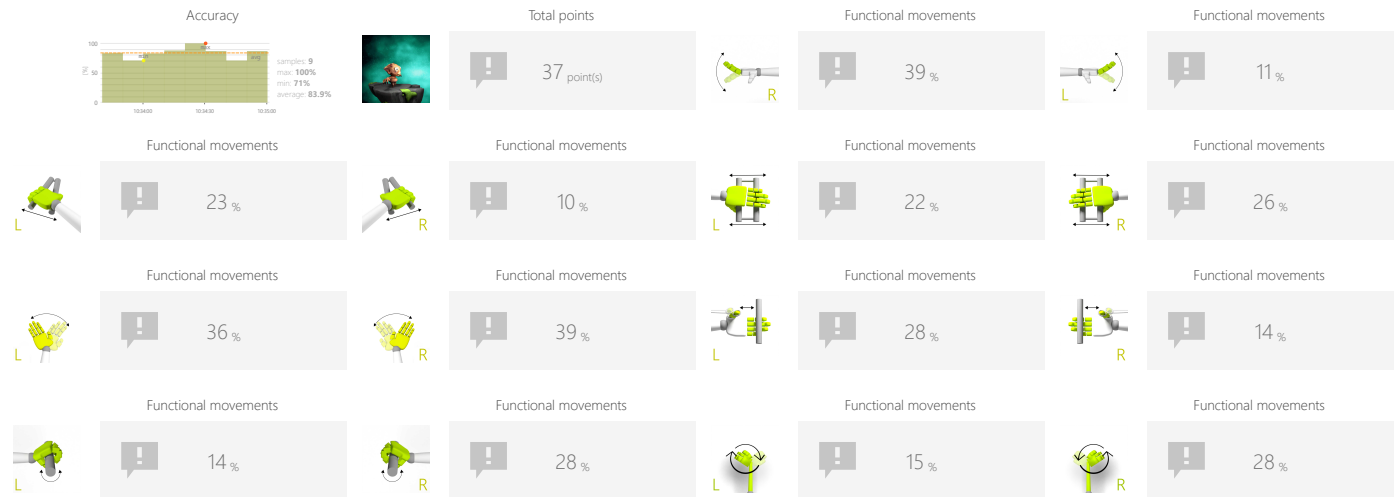 Accuracy
Total points
Functional movements
Functional movements
100
50
0
(%)
min
max
avg
samples: 9
max: 100%
min: 71%
average: 83.9%
10:34:00
10:34:30
10:35:00
37 point(s)
R
39 %
L
11 %
Functional movements
Functional movements
Functional movements
Functional movements
L
23 %
R
10 %
L
22 %
R
26 %
Functional movements
Functional movements
Functional movements
Functional movements
L
36 %
R
39 %
L
28 %
R
14 %
Functional movements
Functional movements
Functional movements
Functional movements
L
14 %
R
28 %
L
15 %
R
28 %